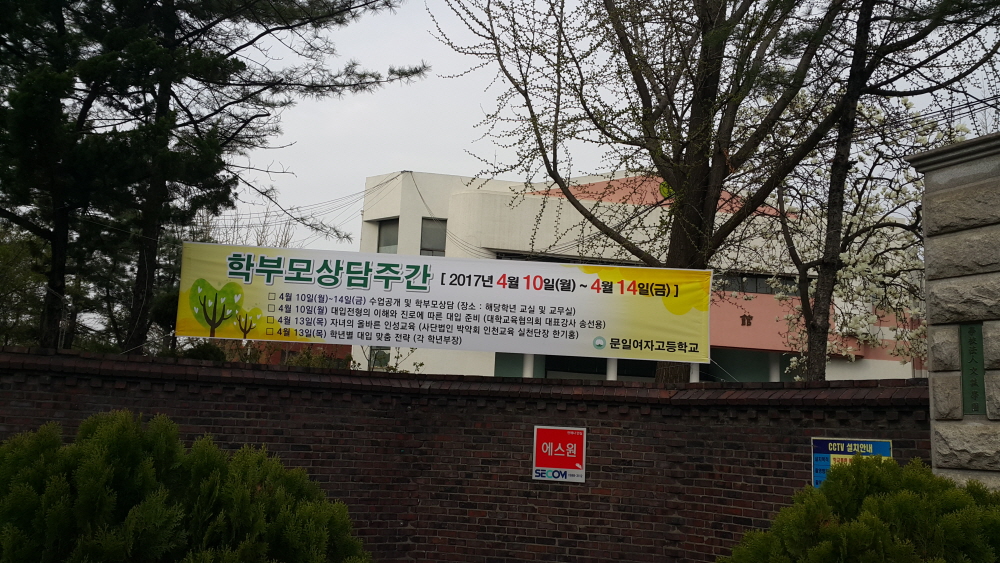 학부모상담주간 [ 2017년 4월 10일(월) ~ 4월 14일(금) ]
□ 4월 10일(월)~14일(금) 수업공개 및 학부모상담 (장소 : 해당학년 교실 및 교무실)
□ 4월 10일(월) 대입전형의 이해와 진로에 따른 대입 준비 (대학교육협의회 대표강사 송선용)
□ 4월 13일(목) 자녀의 올바른 인성교육 (사단법인 박약회 인천교육 실천단장 한기홍)
□ 4월 13일(목) 학년별 대입 맞춤 전략 (각 학년부장)
문일여자고등학교
에스원
SECOM
CCTV 설치안내